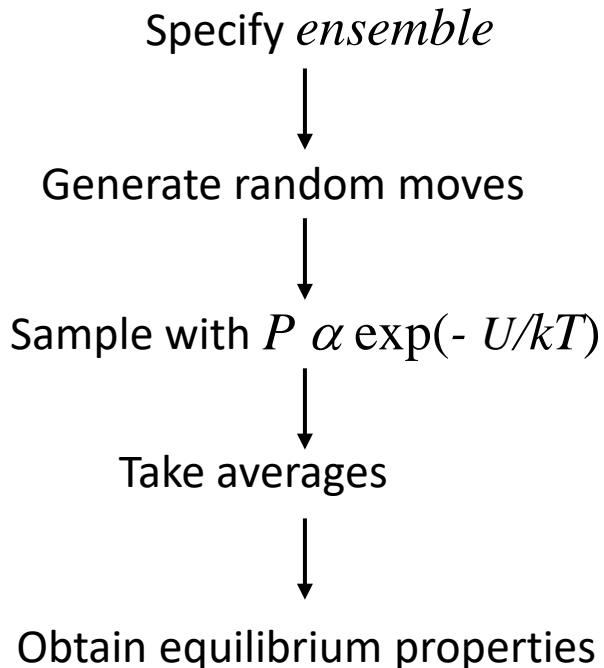 Specify ensemble
Generate random moves
Sample with P α exp(- U/kT)
Take averages
Obtain equilibrium properties